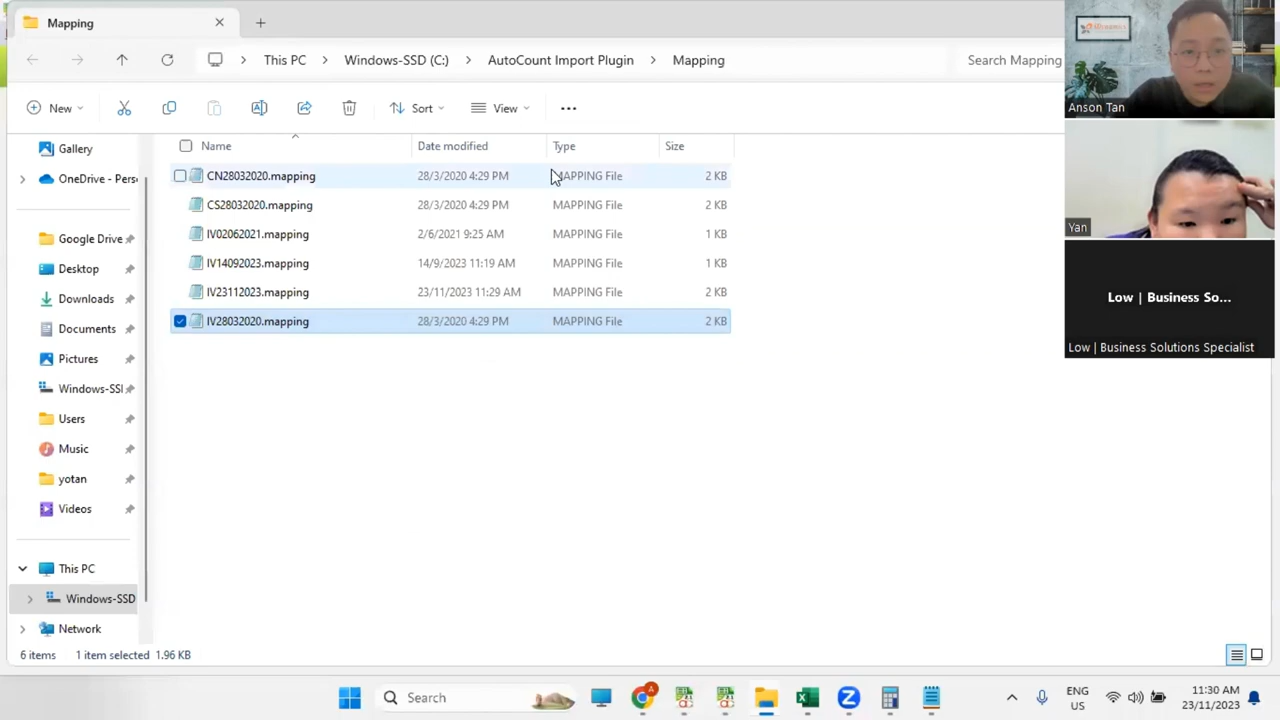 Mapping
This PC
Windows-SSD (C:)
AutoCount Import Plugin
Mapping
Search Mapping
New
Sort
View
Gallery
OneDrive - Pers
Google Drive
Desktop
Downloads
Documents
Pictures
Windows-SSI
Users
Music
yotan
Videos
This PC
Windows-SSD
Network
Name Date modified Type Size
CN28032020.mapping 28/3/2020 4:29 PM MAPPING File 2 KB
CS28032020.mapping 28/3/2020 4:29 PM MAPPING File 2 KB
IV02062021.mapping 2/6/2021 9:25 AM MAPPING File 1 KB
IV14092023.mapping 14/9/2023 11:19 AM MAPPING File 1 KB
IV23112023.mapping 23/11/2023 11:29 AM MAPPING File 2 KB
IV28032020.mapping 28/3/2020 4:29 PM MAPPING File 2 KB
6 items 1 item selected 1.96 KB
Anson Tan
Yan
Low | Business So...
Low | Business Solutions Specialist
Search
ENG
US
11:30 AM
23/11/2023